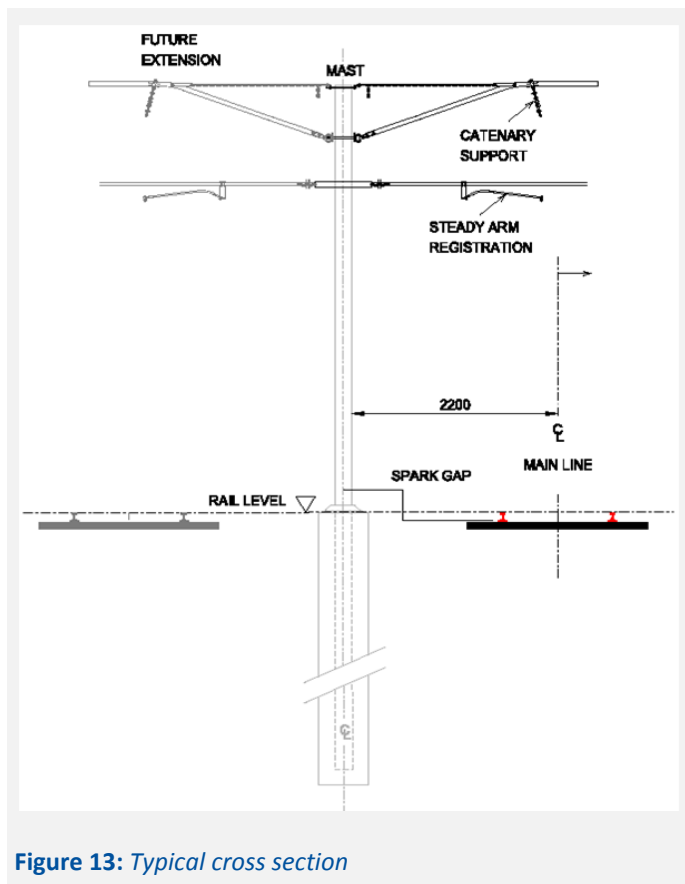 FUTURE
EXTENSION
MAST
CATENARY
SUPPORT
STEADY ARM
REGISTRATION
2200
℄
MAIN LINE
SPARK GAP
RAIL LEVEL
℄
Figure 13: Typical cross section